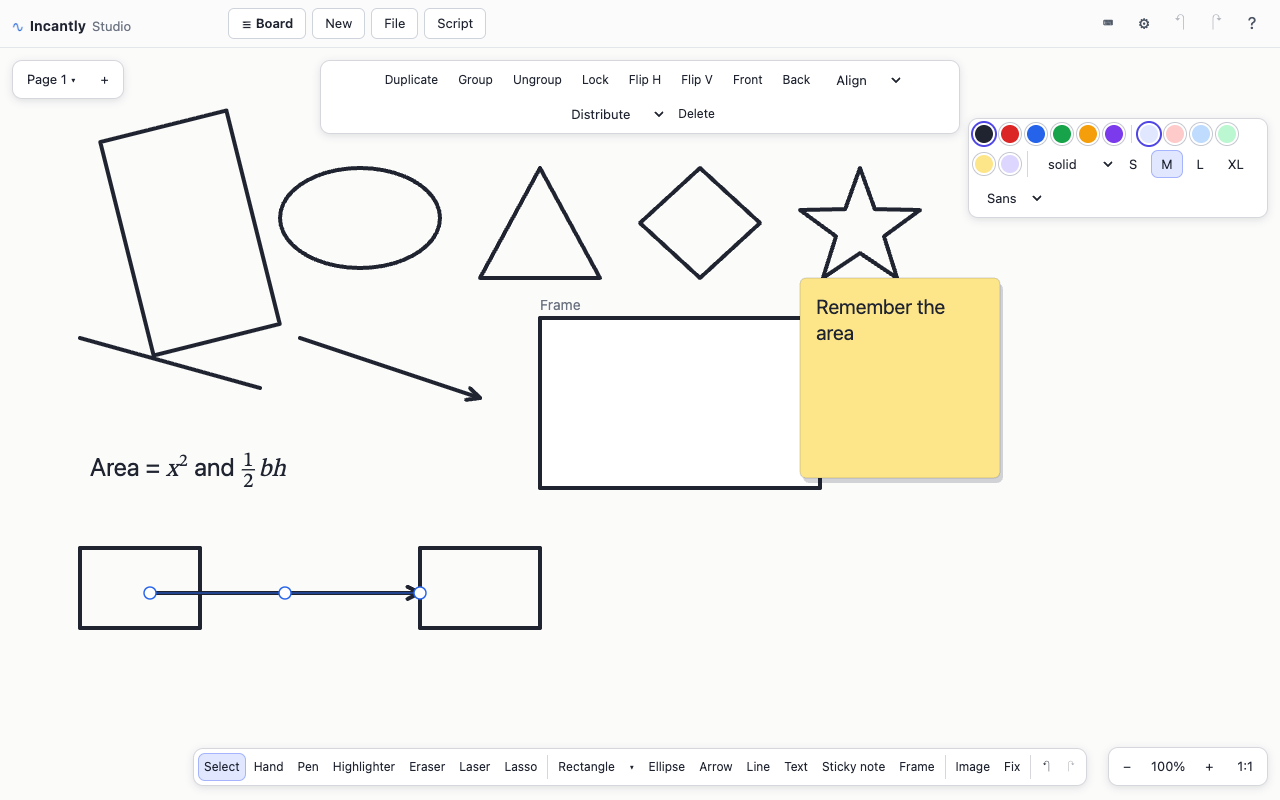 Incantly Studio
≡ Board New File Script
?
Page 1 +
Duplicate Group Ungroup Lock Flip H Flip V Front Back Align
Distribute Delete
solid S M L XL
Sans
Frame
Remember the
area
Area = x² and 1/2 bh
Select Hand Pen Highlighter Eraser Laser Lasso Rectangle Ellipse Arrow Line Text Sticky note Frame Image Fix
− 100% + 1:1